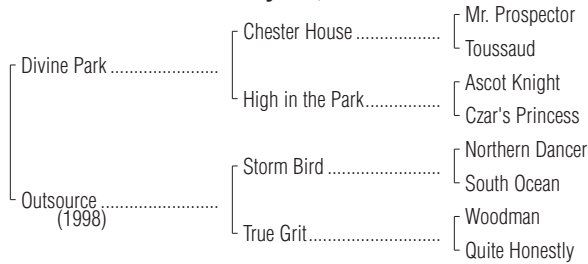 Mr. Prospector
Chester House ..................
Toussaud
Divine Park .......................
Ascot Knight
High in the Park................
Czar's Princess
Northern Dancer
Storm Bird .......................
South Ocean
Outsource .........................
(1998)
Woodman
True Grit............................
Quite Honestly